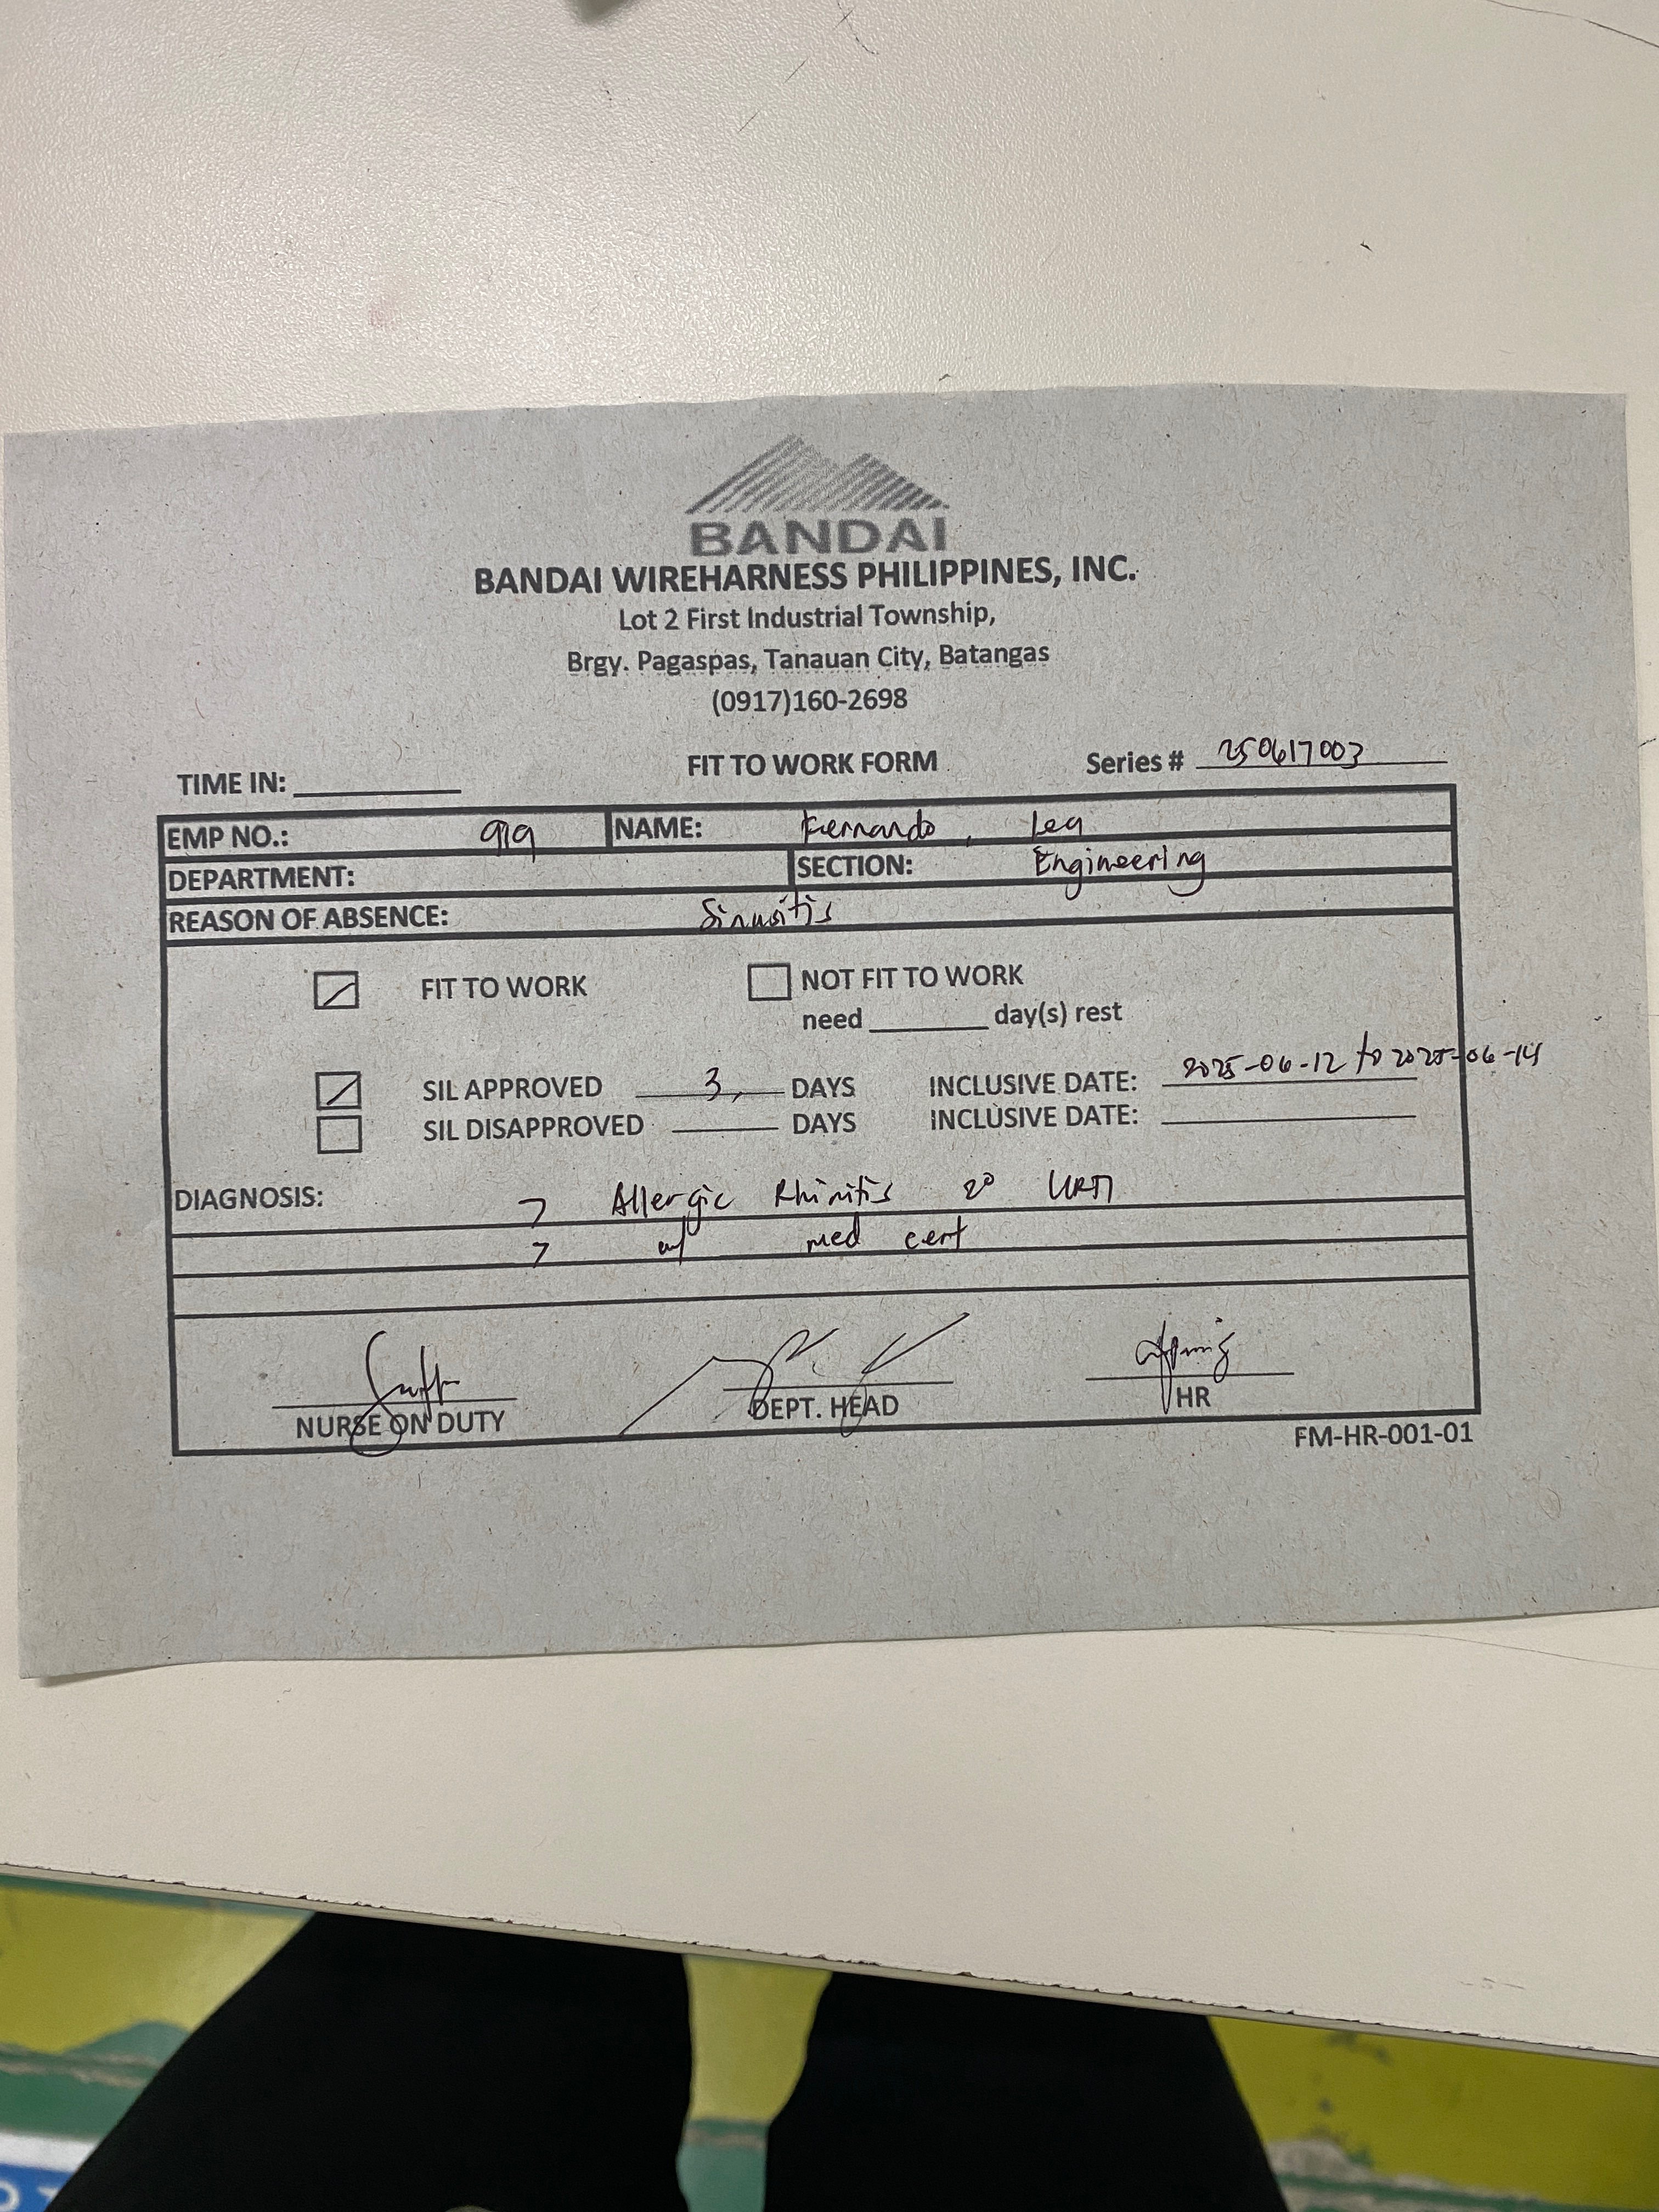 BANDAI
BANDAI WIREHARNESS PHILIPPINES, INC.
Lot 2 First Industrial Township,
Brgy. Pagaspas, Tanauan City, Batangas
(0917)160-2698
TIME IN: FIT TO WORK FORM Series # 250617003
EMP NO.: 919 NAME: Fernando, Lea
DEPARTMENT: SECTION: Engineering
REASON OF ABSENCE: Sinusitis
FIT TO WORK NOT FIT TO WORK
need day(s) rest
SIL APPROVED 3 DAYS INCLUSIVE DATE: 2025-06-12 to 2025-06-14
SIL DISAPPROVED DAYS INCLUSIVE DATE:
DIAGNOSIS: > Allergic Rhinitis 2° URTI
> w/ med cert
NURSE ON DUTY DEPT. HEAD HR
FM-HR-001-01